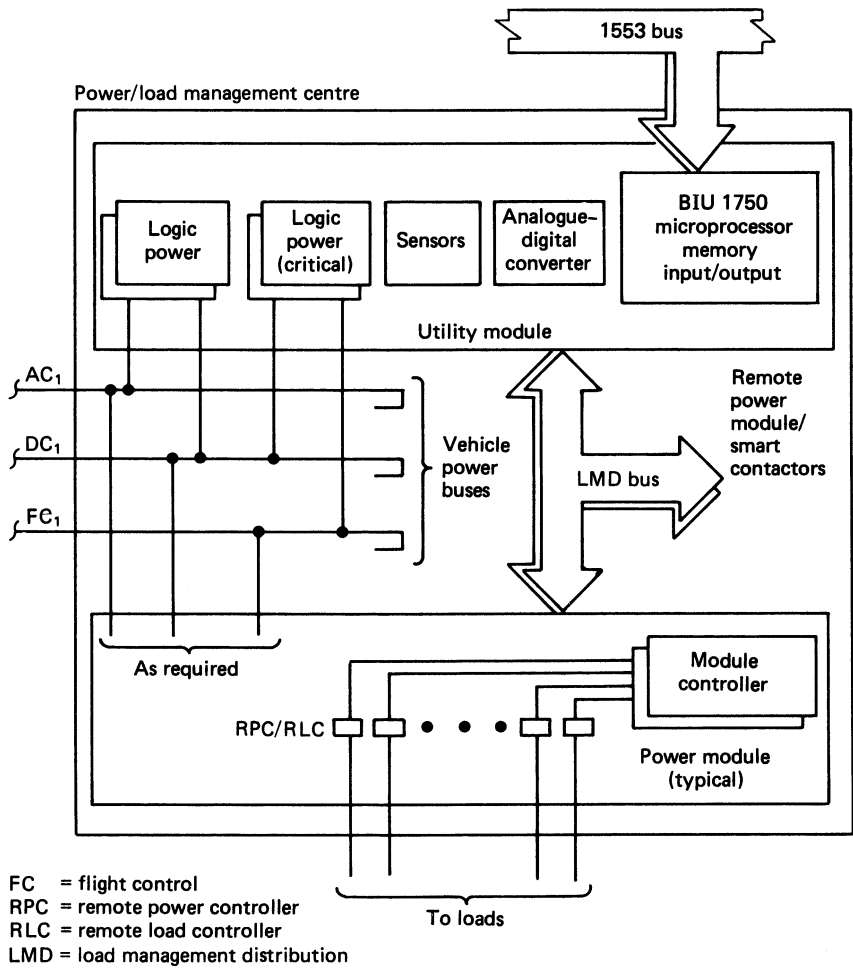 1553 bus
Power/load management centre
Logic
power
Logic
power
(critical)
Sensors
Analogue–
digital
converter
BIU 1750
microprocessor
memory
input/output
Utility module
AC₁
DC₁
FC₁
Vehicle
power
buses
LMD bus
Remote
power
module/
smart
contactors
As required
Module
controller
RPC/RLC
Power module
(typical)
To loads
FC = flight control
RPC = remote power controller
RLC = remote load controller
LMD = load management distribution